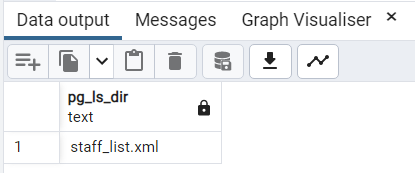 Data output Messages Graph Visualiser ×
pg_ls_dir
text
1 staff_list.xml